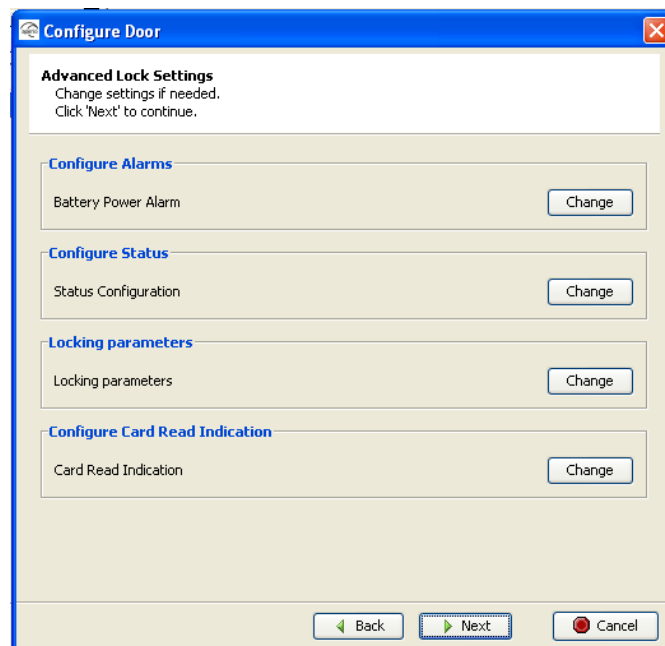 Configure Door
Advanced Lock Settings
Change settings if needed.
Click 'Next' to continue.
Configure Alarms
Battery Power Alarm
Change
Configure Status
Status Configuration
Change
Locking parameters
Locking parameters
Change
Configure Card Read Indication
Card Read Indication
Change
Back
Next
Cancel